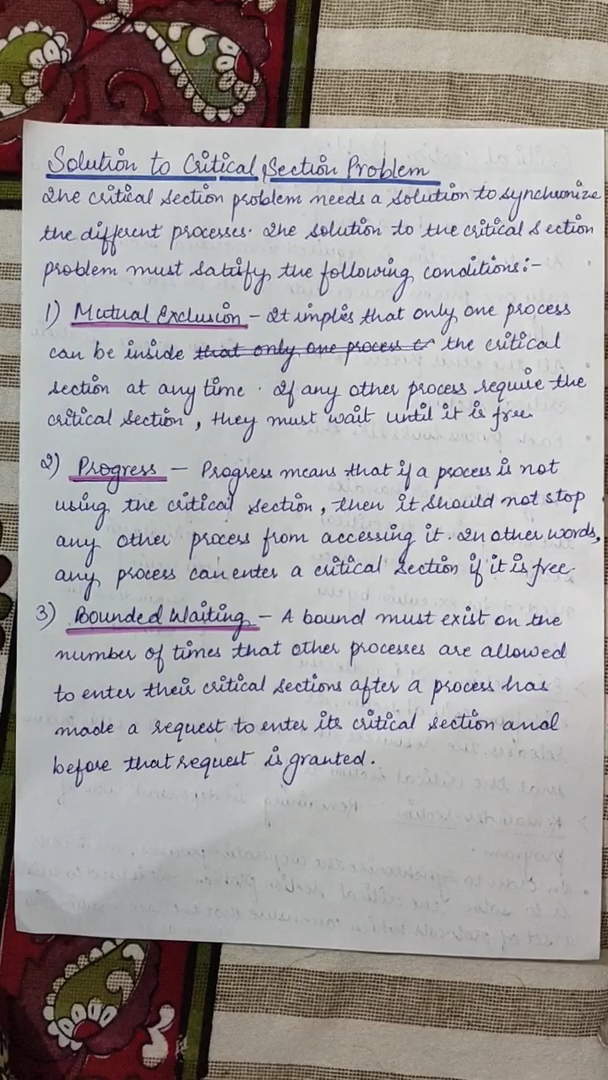 Solution to Critical Section Problem
The critical section problem needs a solution to synchronize
the different processes. The solution to the critical section
problem must satisfy the following conditions:-
1) Mutual Exclusion - It implies that only one process
can be inside that only one process c the critical
section at any time. If any other process require the
critical section, they must wait until it is free.
2) Progress - Progress means that if a process is not
using the critical section, then it should not stop
any other process from accessing it. In other words,
any process can enter a critical section if it is free.
3) Bounded Waiting - A bound must exist on the
number of times that other processes are allowed
to enter their critical sections after a process has
made a request to enter its critical section and
before that request is granted.